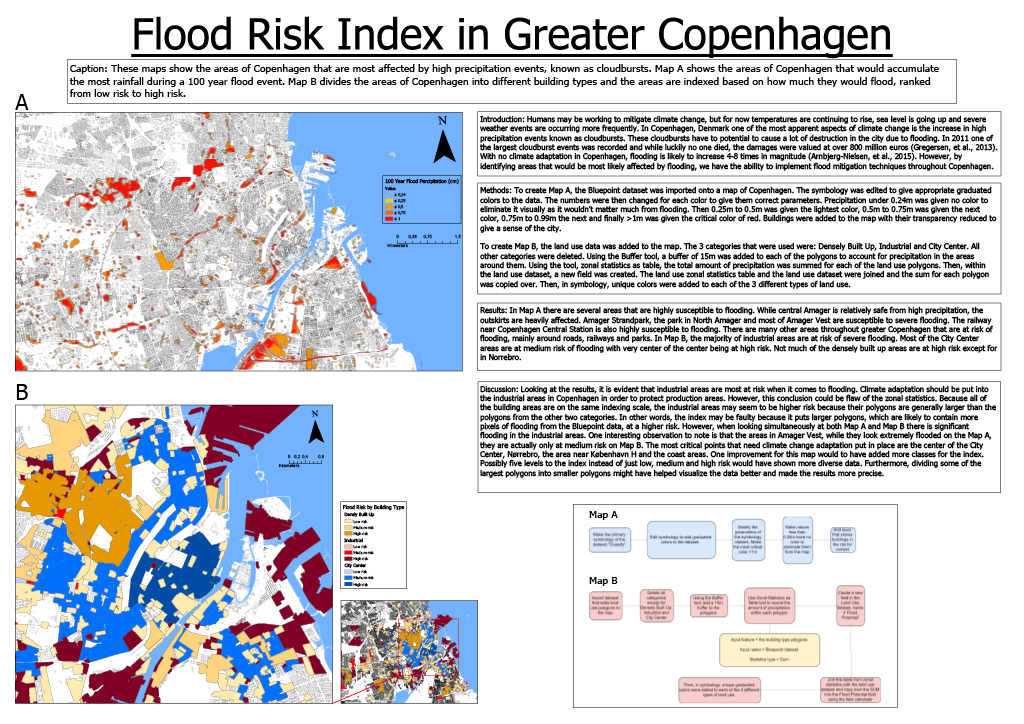 Flood Risk Index in Greater Copenhagen
Caption: These maps show the areas of Copenhagen that are most affected by high precipitation events, known as cloudbursts. Map A shows the areas of Copenhagen that would accumulate
the most rainfall during a 100 year flood event. Map B divides the areas of Copenhagen into different building types and the areas are indexed based on how much they would flood, ranked
from low risk to high risk.
A
N
100 Year Flood Percipitation (cm)
Value
≤ 0,24
≤ 0,25
≤ 0,5
≤ 0,75
≤ 1
Kilometers
Introduction: Humans may be working to mitigate climate change, but for now temperatures are continuing to rise, sea level is going up and severe
weather events are occurring more frequently. In Copenhagen, Denmark one of the most apparent aspects of climate change is the increase in high
precipitation events known as cloudbursts. These cloudbursts have to potential to cause a lot of destruction in the city due to flooding. In 2011 one of
the largest cloudburst events was recorded and while luckily no one died, the damages were valued at over 800 million euros (Gregersen, et al., 2013).
With no climate adaptation in Copenhagen, flooding is likely to increase 4-8 times in magnitude (Arnbjerg-Nielsen, et al., 2015). However, by
identifying areas that would be most likely affected by flooding, we have the ability to implement flood mitigation techniques throughout Copenhagen.
Methods: To create Map A, the Bluepoint dataset was imported onto a map of Copenhagen. The symbology was edited to give appropriate graduated
colors to the data. The numbers were then changed for each color to give them correct parameters. Precipitation under 0.24m was given no color to
eliminate it visually as it wouldn't matter much from flooding. Then 0.25m to 0.5m was given the lightest color, 0.5m to 0.75m was given the next
color, 0.75m to 0.99m the next and finally >1m was given the critical color of red. Buildings were added to the map with their transparency reduced to
give a sense of the city.
To create Map B, the land use data was added to the map. The 3 categories that were used were: Densely Built Up, Industrial and City Center. All
other categories were deleted. Using the Buffer tool, a buffer of 15m was added to each of the polygons to account for precipitation in the areas
around them. Using the tool, zonal statistics as table, the total amount of precipitation was summed for each of the land use polygons. Then, within
the land use dataset, a new field was created. The land use zonal statistics table and the land use dataset were joined and the sum for each polygon
was copied over. Then, in symbology, unique colors were added to each of the 3 different types of land use.
Results: In Map A there are several areas that are highly susceptible to flooding. While central Amager is relatively safe from high precipitation, the
outskirts are heavily affected. Amager Strandpark, the park in North Amager and most of Amager Vest are susceptible to severe flooding. The railway
near Copenhagen Central Station is also highly susceptible to flooding. There are many other areas throughout greater Copenhagen that are at risk of
flooding, mainly around roads, railways and parks. In Map B, the majority of industrial areas are at risk of severe flooding. Most of the City Center
areas are at medium risk of flooding with very center of the center being at high risk. Not much of the densely built up areas are at high risk except for
in Norrebro.
B
N
0 0,2 0,4 0,8
Kilometers
Flood Risk by Building Type
Densly Built Up
Low risk
Medium risk
High risk
Industrial
Low risk
Medium risk
High risk
City Center
Low risk
Medium risk
High risk
Discussion: Looking at the results, it is evident that industrial areas are most at risk when it comes to flooding. Climate adaptation should be put into
the industrial areas in Copenhagen in order to protect production areas. However, this conclusion could be flaw of the zonal statistics. Because all of
the building areas are on the same indexing scale, the industrial areas may seem to be higher risk because their polygons are generally larger than the
polygons from the other two categories. In other words, the index may be faulty because it puts larger polygons, which are likely to contain more
pixels of flooding from the Bluepoint data, at a higher risk. However, when looking simultaneously at both Map A and Map B there is significant
flooding in the industrial areas. One interesting observation to note is that the areas in Amager Vest, while they look extremely flooded on the Map A,
they are actually only at medium risk on Map B. The most critical points that need climate change adaptation put in place are the center of the City
Center, Nørrebro, the area near København H and the coast areas. One improvement for this map would to have added more classes for the index.
Possibly five levels to the index instead of just low, medium and high risk would have shown more diverse data. Furthermore, dividing some of the
largest polygons into smaller polygons might have helped visualize the data better and made the results more precise.
Map A
Make the primary
symbology of the
dataset "Classify"
Edit symbology to add graduated
colors to the dataset
Modify the
parameters of
the symbology
classes. Make
the most critical
color >1m
Make values
less than
0.24m have no
color to
eliminate them
from the map
Add layer
that shows
buildings in
the city for
context
Map B
Import dataset
that adds land
use polygons to
the map
Delete all
categories
except for
Densely Built Up,
Industrial and
City Center
Using the Buffer
tool, add a 15m
buffer to the
polygons
Use Zonal Statistics as
Table tool to count the
amount of precipitation
within each polygon
Create a new
field in the
Land Use
dataset, name
it "Flood
Potential"
Input feature = the building type polygons
Input raster = Bluepoint dataset
Statistics type = Sum
Then, in symbology, unique graduated
colors were added to each of the 3 different
types of land use.
Join the table from zonal
statistics with the land use
dataset and copy over the SUM
into the Flood Potential field
using the field calculator